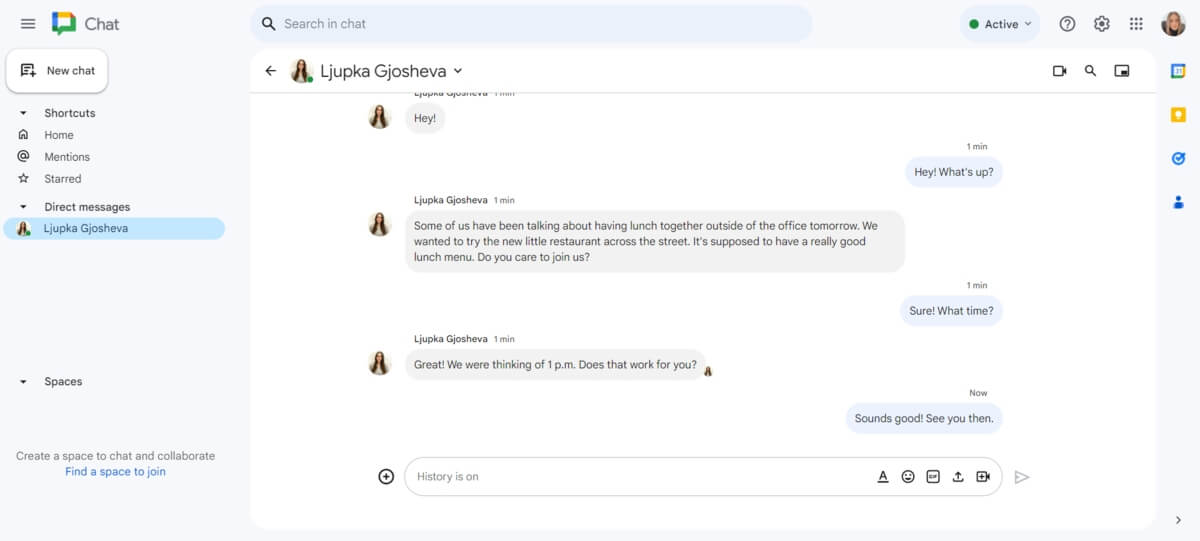 Chat
Search in chat
Active
New chat
Shortcuts
Home
Mentions
Starred
Direct messages
Ljupka Gjosheva
Spaces
Create a space to chat and collaborate
Find a space to join
Ljupka Gjosheva
Ljupka Gjosheva 1 min
Hey!
1 min
Hey! What's up?
Ljupka Gjosheva 1 min
Some of us have been talking about having lunch together outside of the office tomorrow. We
wanted to try the new little restaurant across the street. It's supposed to have a really good
lunch menu. Do you care to join us?
1 min
Sure! What time?
Ljupka Gjosheva 1 min
Great! We were thinking of 1 p.m. Does that work for you?
Now
Sounds good! See you then.
History is on
A
GIF
31